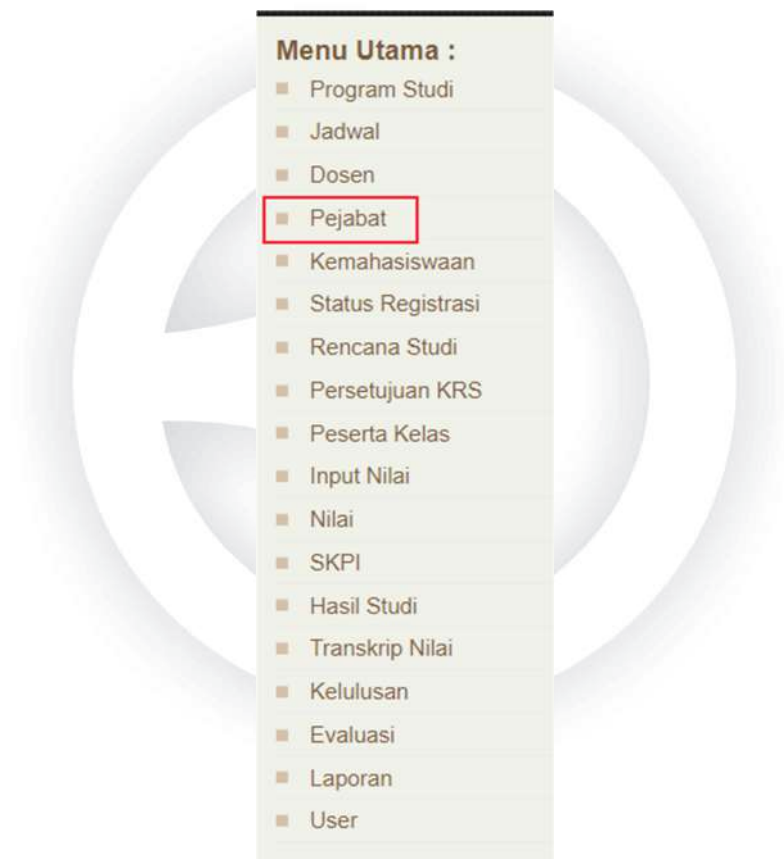 Menu Utama :
Program Studi
Jadwal
Dosen
Pejabat
Kemahasiswaan
Status Registrasi
Rencana Studi
Persetujuan KRS
Peserta Kelas
Input Nilai
Nilai
SKPI
Hasil Studi
Transkrip Nilai
Kelulusan
Evaluasi
Laporan
User